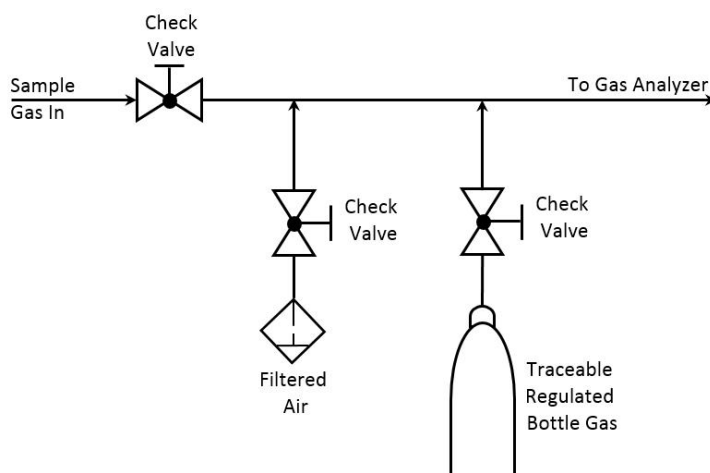 Check
Valve
Sample
Gas In
To Gas Analyzer
Check
Valve
Check
Valve
Filtered
Air
Traceable
Regulated
Bottle Gas